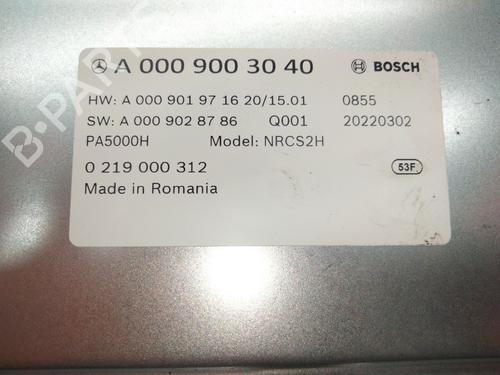 A 000 900 30 40 BOSCH
HW: A 000 901 97 16 20/15.01 0855
SW: A 000 902 87 86 Q001 20220302
PA5000H Model: NRCS2H
0 219 000 312 53F
Made in Romania
B-PARTS